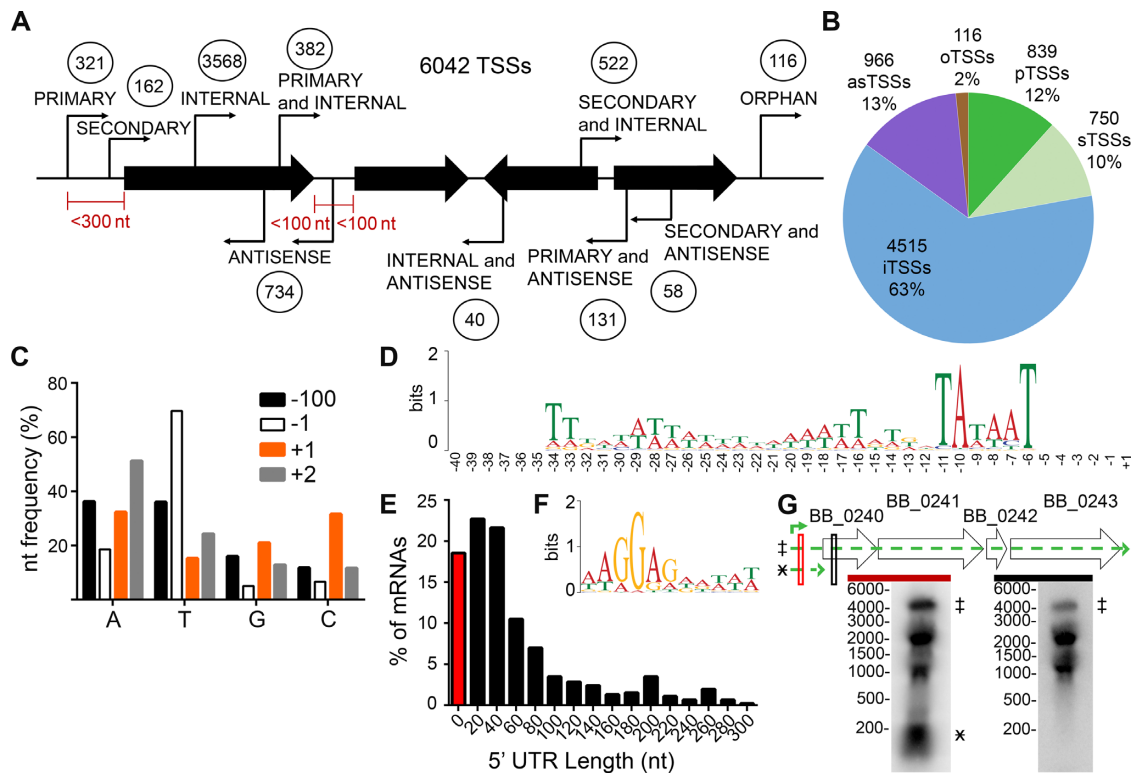 A
321
162
3568
382
6042 TSSs
522
116
PRIMARY
SECONDARY
INTERNAL
PRIMARY
and INTERNAL
SECONDARY
and INTERNAL
ORPHAN
<300 nt
<100 nt
<100 nt
ANTISENSE
INTERNAL and
ANTISENSE
PRIMARY and
ANTISENSE
SECONDARY and
ANTISENSE
734
40
131
58
B
116
oTSSs
2%
839
pTSSs
12%
966
asTSSs
13%
750
sTSSs
10%
4515
iTSSs
63%
C
nt frequency (%)
80
60
40
20
-100
-1
+1
+2
A T G C
D
bits
2
1
0
-40 -39 -38 -37 -36 -35 -34 -33 -32 -31 -30 -29 -28 -27 -26 -25 -24 -23 -22 -21 -20 -19 -18 -17 -16 -15 -14 -13 -12 -11 -10 -9 -8 -7 -6 -5 -4 -3 -2 -1 +1
E
% of mRNAs
25
20
15
10
5
0
0 20 40 60 80 100 120 140 160 180 200 220 240 260 280 300
5' UTR Length (nt)
F
bits
2
1
0
G
BB_0240
BB_0241
BB_0242
BB_0243
‡
*
6000-
4000-
2000-
1500-
1000-
500-
200-
‡
*
6000-
4000-
2000-
1500-
1000-
500-
200-
‡